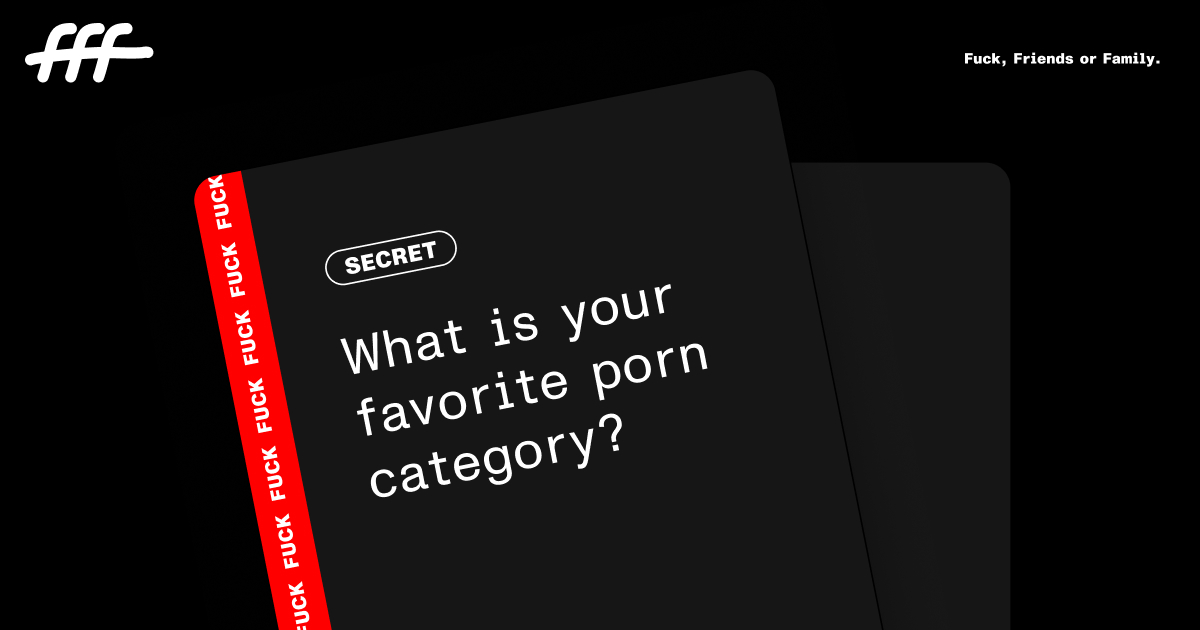 fff
Fuck, Friends or Family.
SECRET
What is your
favorite porn
category?
FUCK FUCK FUCK FUCK FUCK FUCK FUCK